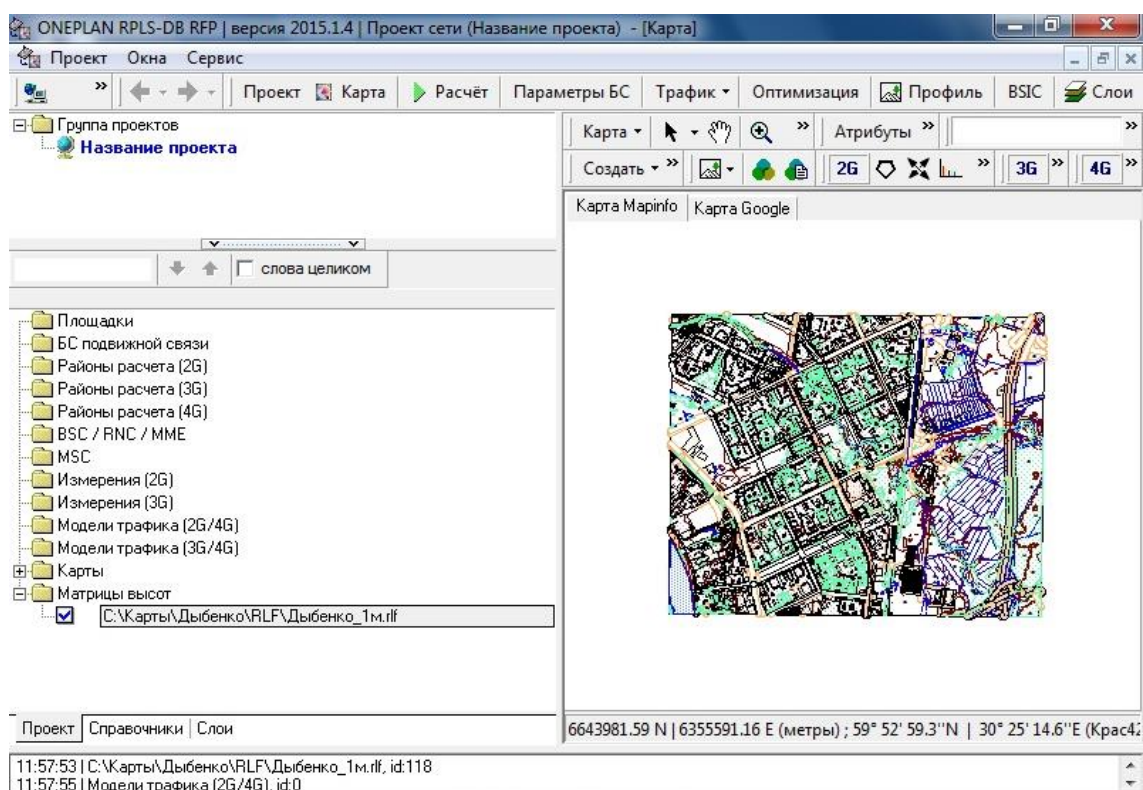 ONEPLAN RPLS-DB RFP | версия 2015.1.4 | Проект сети (Название проекта) - [Карта]
Проект Окна Сервис
» Проект Карта Расчёт Параметры БС Трафик Оптимизация Профиль BSIC Слои
Группа проектов
Название проекта
Карта » Атрибуты » »
Создать » 2G » 3G » 4G »
Карта Mapinfo Карта Google
слова целиком
Площадки
БС подвижной связи
Районы расчета (2G)
Районы расчета (3G)
Районы расчета (4G)
BSC / RNC / MME
MSC
Измерения (2G)
Измерения (3G)
Модели трафика (2G/4G)
Модели трафика (3G/4G)
Карты
Матрицы высот
C:\Карты\Дыбенко\RLF\Дыбенко_1м.rlf
Проект Справочники Слои
6643981.59 N | 6355591.16 E (метры) ; 59° 52' 59.3''N | 30° 25' 14.6''E (Крас42
11:57:53 | C:\Карты\Дыбенко\RLF\Дыбенко_1м.rlf, id:118
11:57:55 | Модели трафика (2G/4G), id:0